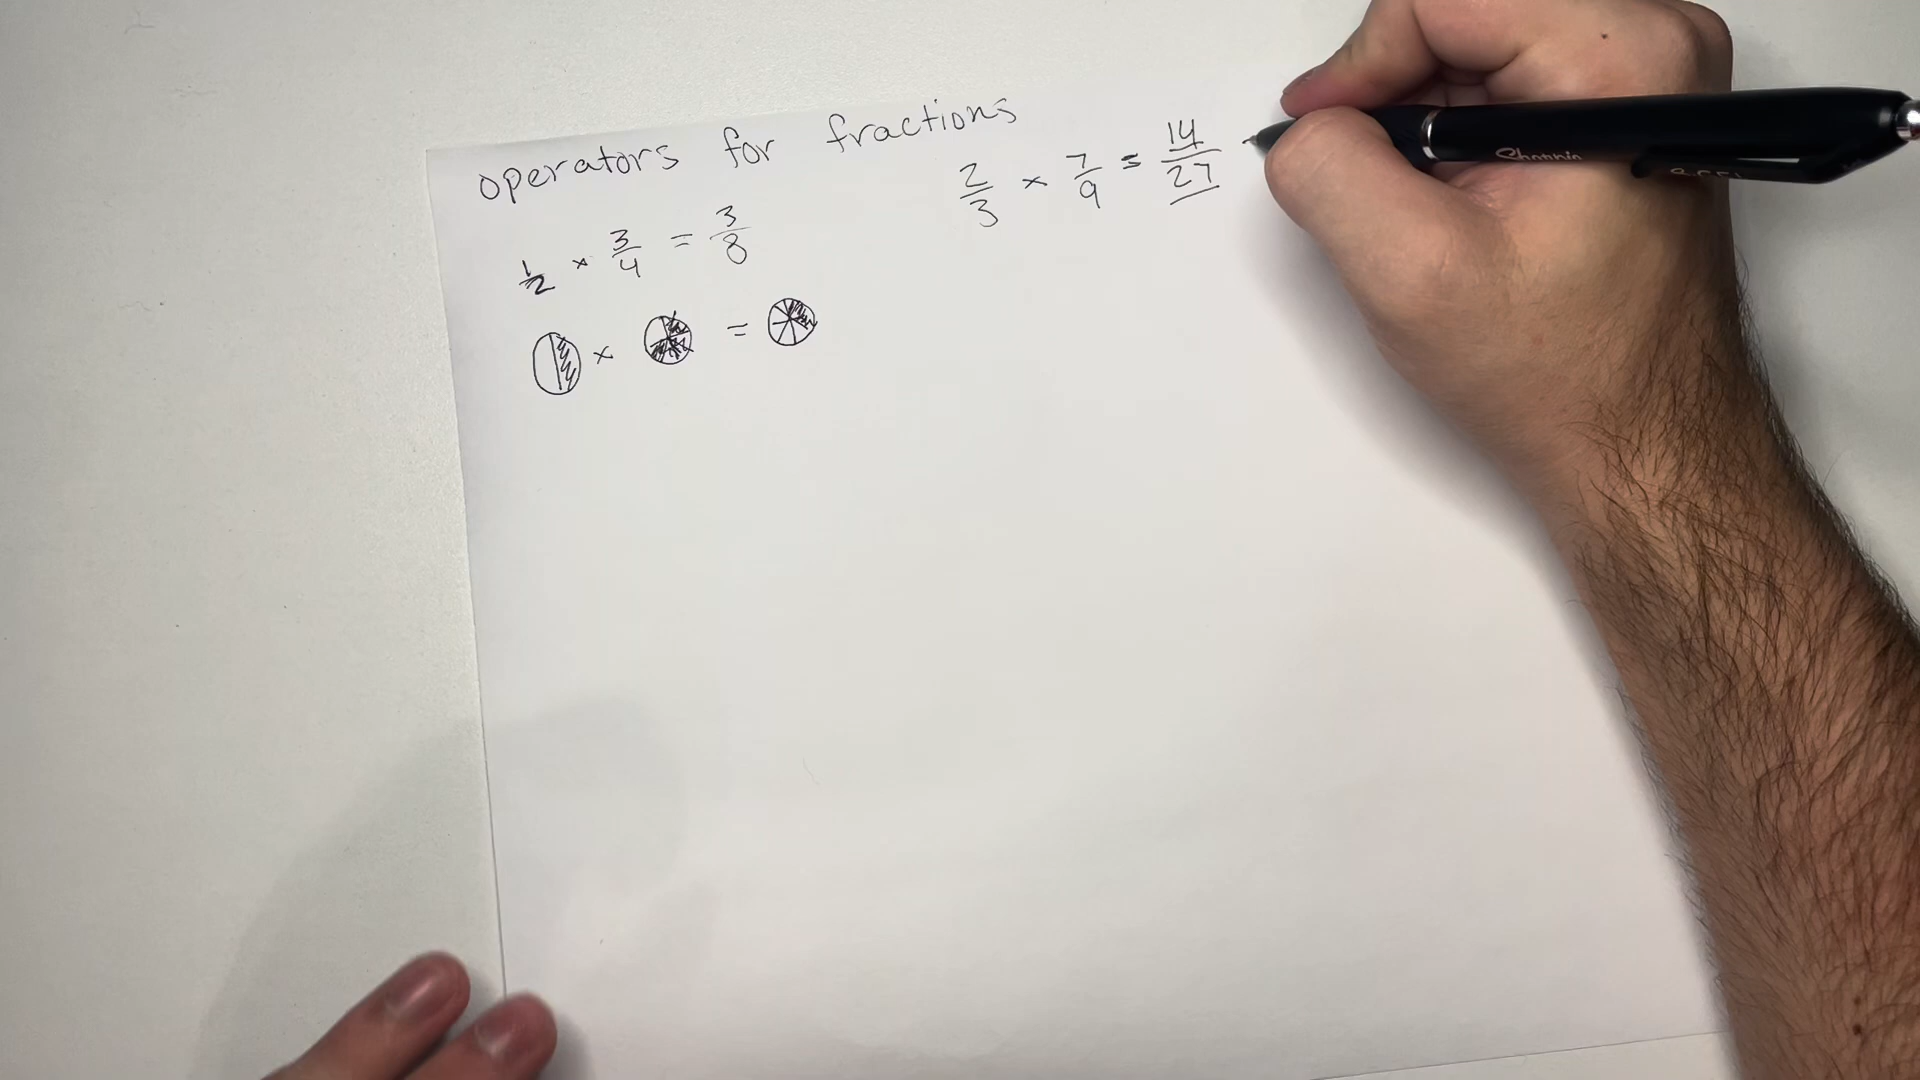 operators for fractions
1/2 × 3/4 = 3/8
× =
2/3 × 7/9 = 14/27